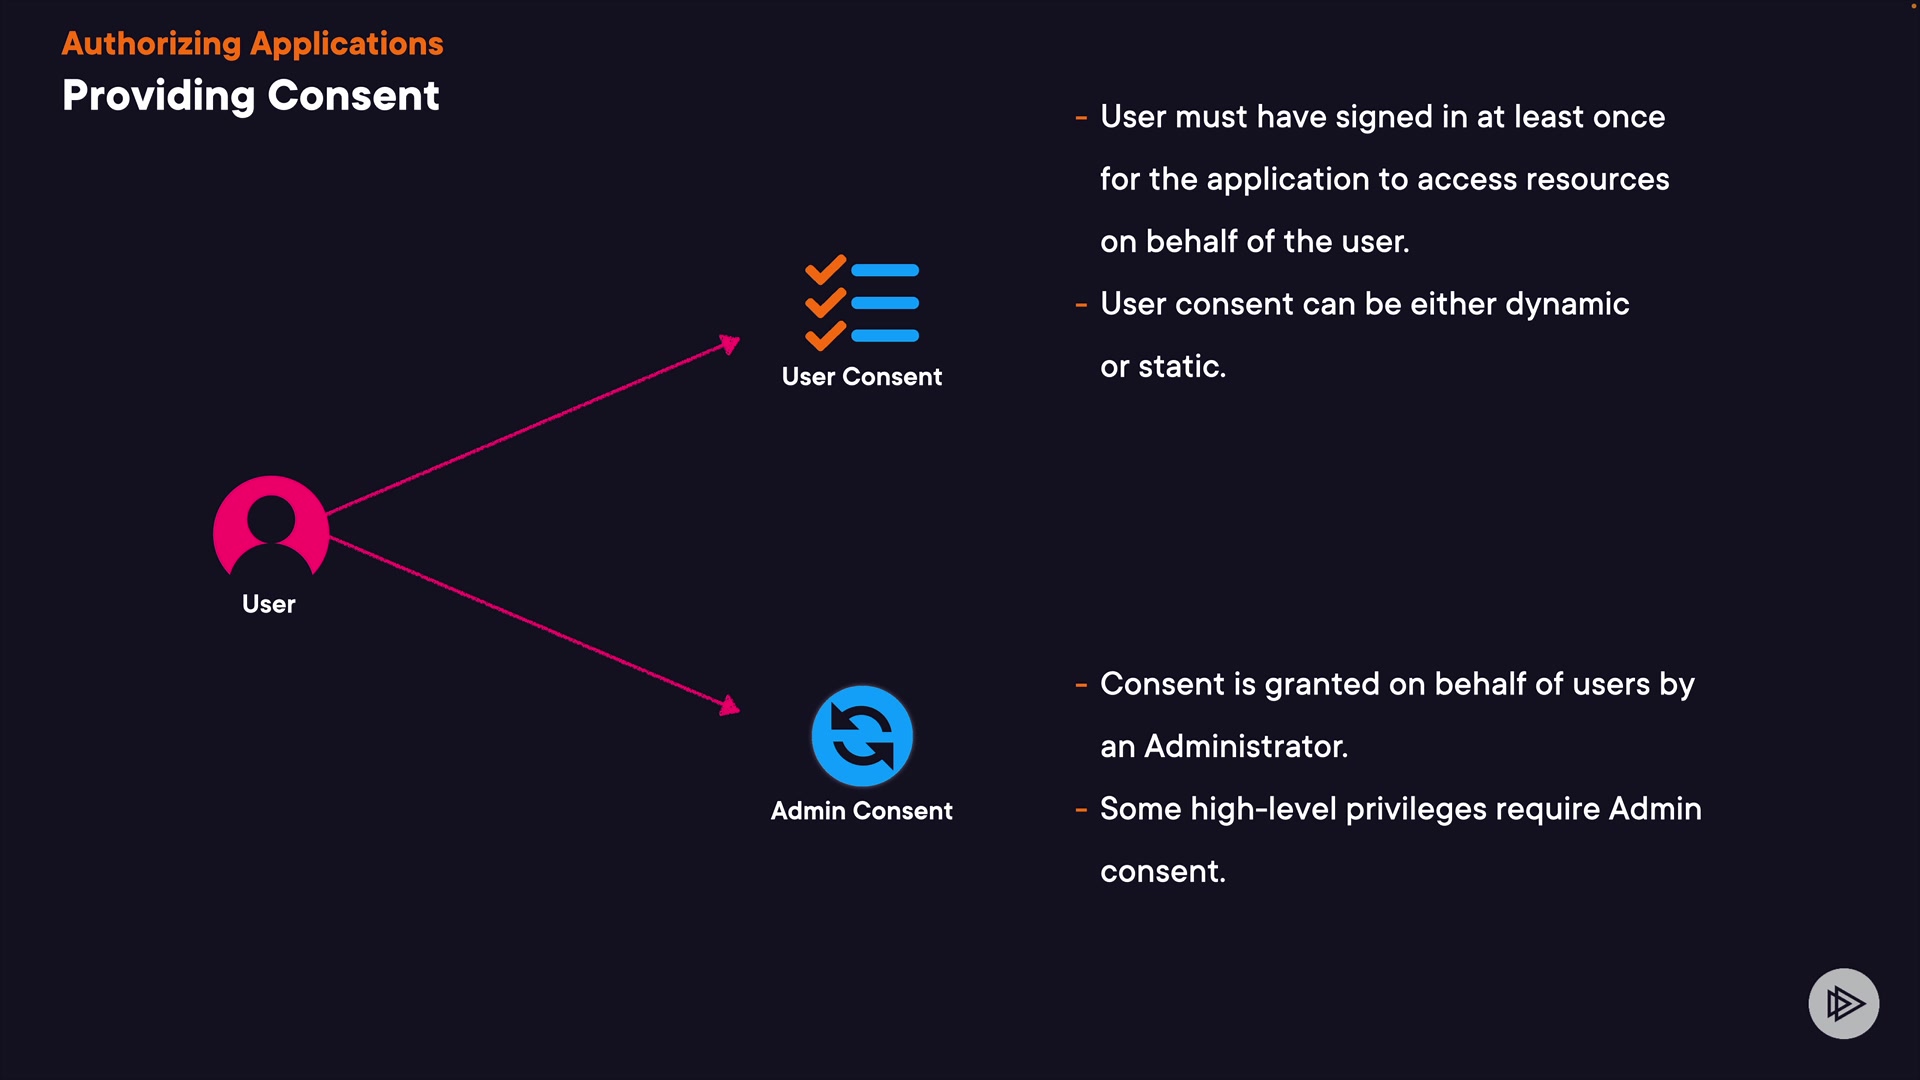 Authorizing Applications
Providing Consent
- User must have signed in at least once
for the application to access resources
on behalf of the user.
- User consent can be either dynamic
or static.
User Consent
User
- Consent is granted on behalf of users by
an Administrator.
- Some high-level privileges require Admin
consent.
Admin Consent